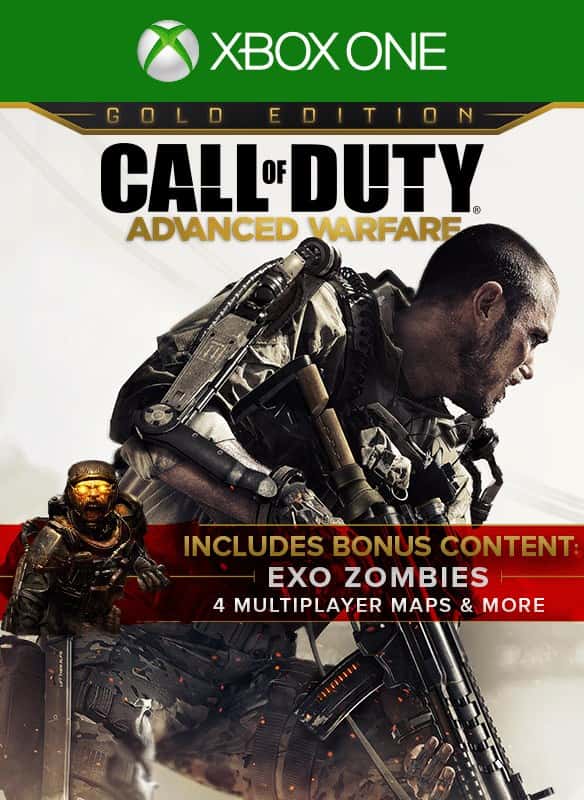 XBOX ONE
GOLD EDITION
CALL OF DUTY®
ADVANCED WARFARE
INCLUDES BONUS CONTENT:
EXO ZOMBIES
4 MULTIPLAYER MAPS & MORE